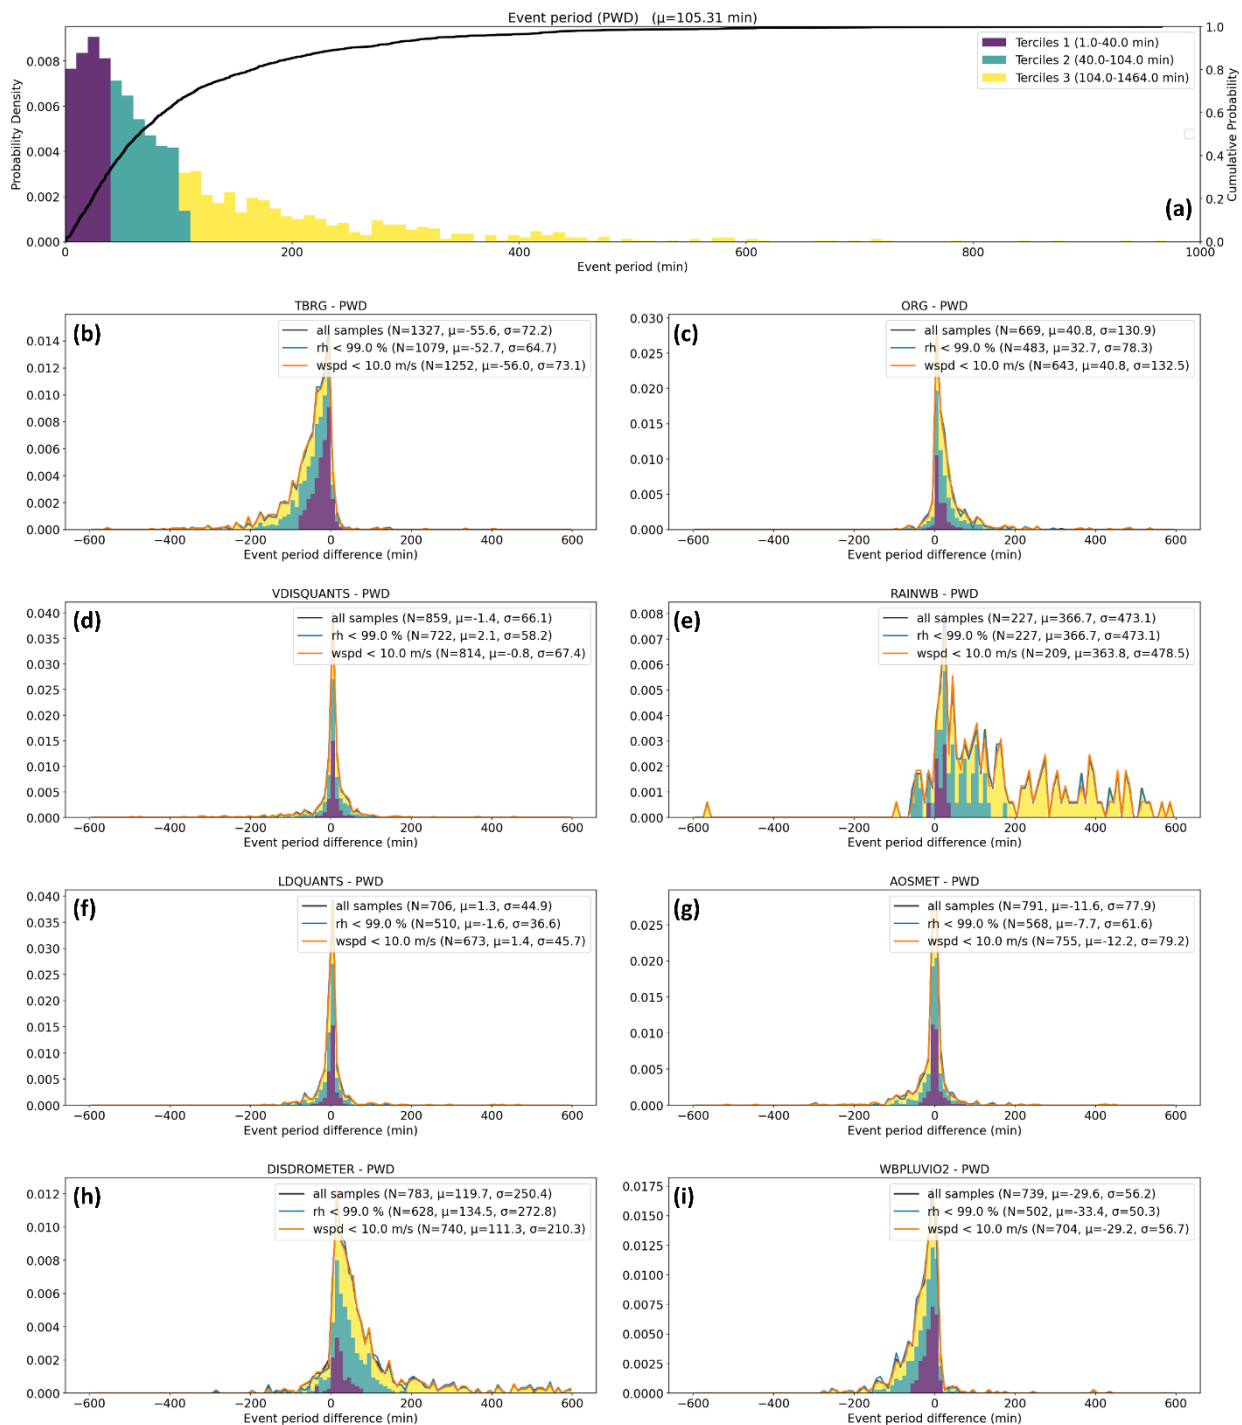 Event period (PWD)   (μ=105.31 min)
Terciles 1 (1.0-40.0 min)
Terciles 2 (40.0-104.0 min)
Terciles 3 (104.0-1464.0 min)
Probability Density
0.008
0.006
0.004
0.002
0.000
1.0
0.8
0.6
0.4
0.2
0.0
Cumulative Probability
(a)
0 200 400 600 800 1000
Event period (min)
TBRG - PWD
(b)
all samples (N=1327, μ=-55.6, σ=72.2)
rh < 99.0 % (N=1079, μ=-52.7, σ=64.7)
wspd < 10.0 m/s (N=1252, μ=-56.0, σ=73.1)
0.014
0.012
0.010
0.008
0.006
0.004
0.002
0.000
−600 −400 −200 0 200 400 600
Event period difference (min)
ORG - PWD
(c)
all samples (N=669, μ=40.8, σ=130.9)
rh < 99.0 % (N=483, μ=32.7, σ=78.3)
wspd < 10.0 m/s (N=643, μ=40.8, σ=132.5)
0.030
0.025
0.020
0.015
0.010
0.005
0.000
−600 −400 −200 0 200 400 600
Event period difference (min)
VDISQUANTS - PWD
(d)
all samples (N=859, μ=-1.4, σ=66.1)
rh < 99.0 % (N=722, μ=2.1, σ=58.2)
wspd < 10.0 m/s (N=814, μ=-0.8, σ=67.4)
0.040
0.035
0.030
0.025
0.020
0.015
0.010
0.005
0.000
−600 −400 −200 0 200 400 600
Event period difference (min)
RAINWB - PWD
(e)
all samples (N=227, μ=366.7, σ=473.1)
rh < 99.0 % (N=227, μ=366.7, σ=473.1)
wspd < 10.0 m/s (N=209, μ=363.8, σ=478.5)
0.008
0.007
0.006
0.005
0.004
0.003
0.002
0.001
0.000
−600 −400 −200 0 200 400 600
Event period difference (min)
LDQUANTS - PWD
(f)
all samples (N=706, μ=1.3, σ=44.9)
rh < 99.0 % (N=510, μ=-1.6, σ=36.6)
wspd < 10.0 m/s (N=673, μ=1.4, σ=45.7)
0.040
0.035
0.030
0.025
0.020
0.015
0.010
0.005
0.000
−600 −400 −200 0 200 400 600
Event period difference (min)
AOSMET - PWD
(g)
all samples (N=791, μ=-11.6, σ=77.9)
rh < 99.0 % (N=568, μ=-7.7, σ=61.6)
wspd < 10.0 m/s (N=755, μ=-12.2, σ=79.2)
0.025
0.020
0.015
0.010
0.005
0.000
−600 −400 −200 0 200 400 600
Event period difference (min)
DISDROMETER - PWD
(h)
all samples (N=783, μ=119.7, σ=250.4)
rh < 99.0 % (N=628, μ=134.5, σ=272.8)
wspd < 10.0 m/s (N=740, μ=111.3, σ=210.3)
0.012
0.010
0.008
0.006
0.004
0.002
0.000
−600 −400 −200 0 200 400 600
Event period difference (min)
WBPLUVIO2 - PWD
(i)
all samples (N=739, μ=-29.6, σ=56.2)
rh < 99.0 % (N=502, μ=-33.4, σ=50.3)
wspd < 10.0 m/s (N=704, μ=-29.2, σ=56.7)
0.0175
0.0150
0.0125
0.0100
0.0075
0.0050
0.0025
0.0000
−600 −400 −200 0 200 400 600
Event period difference (min)